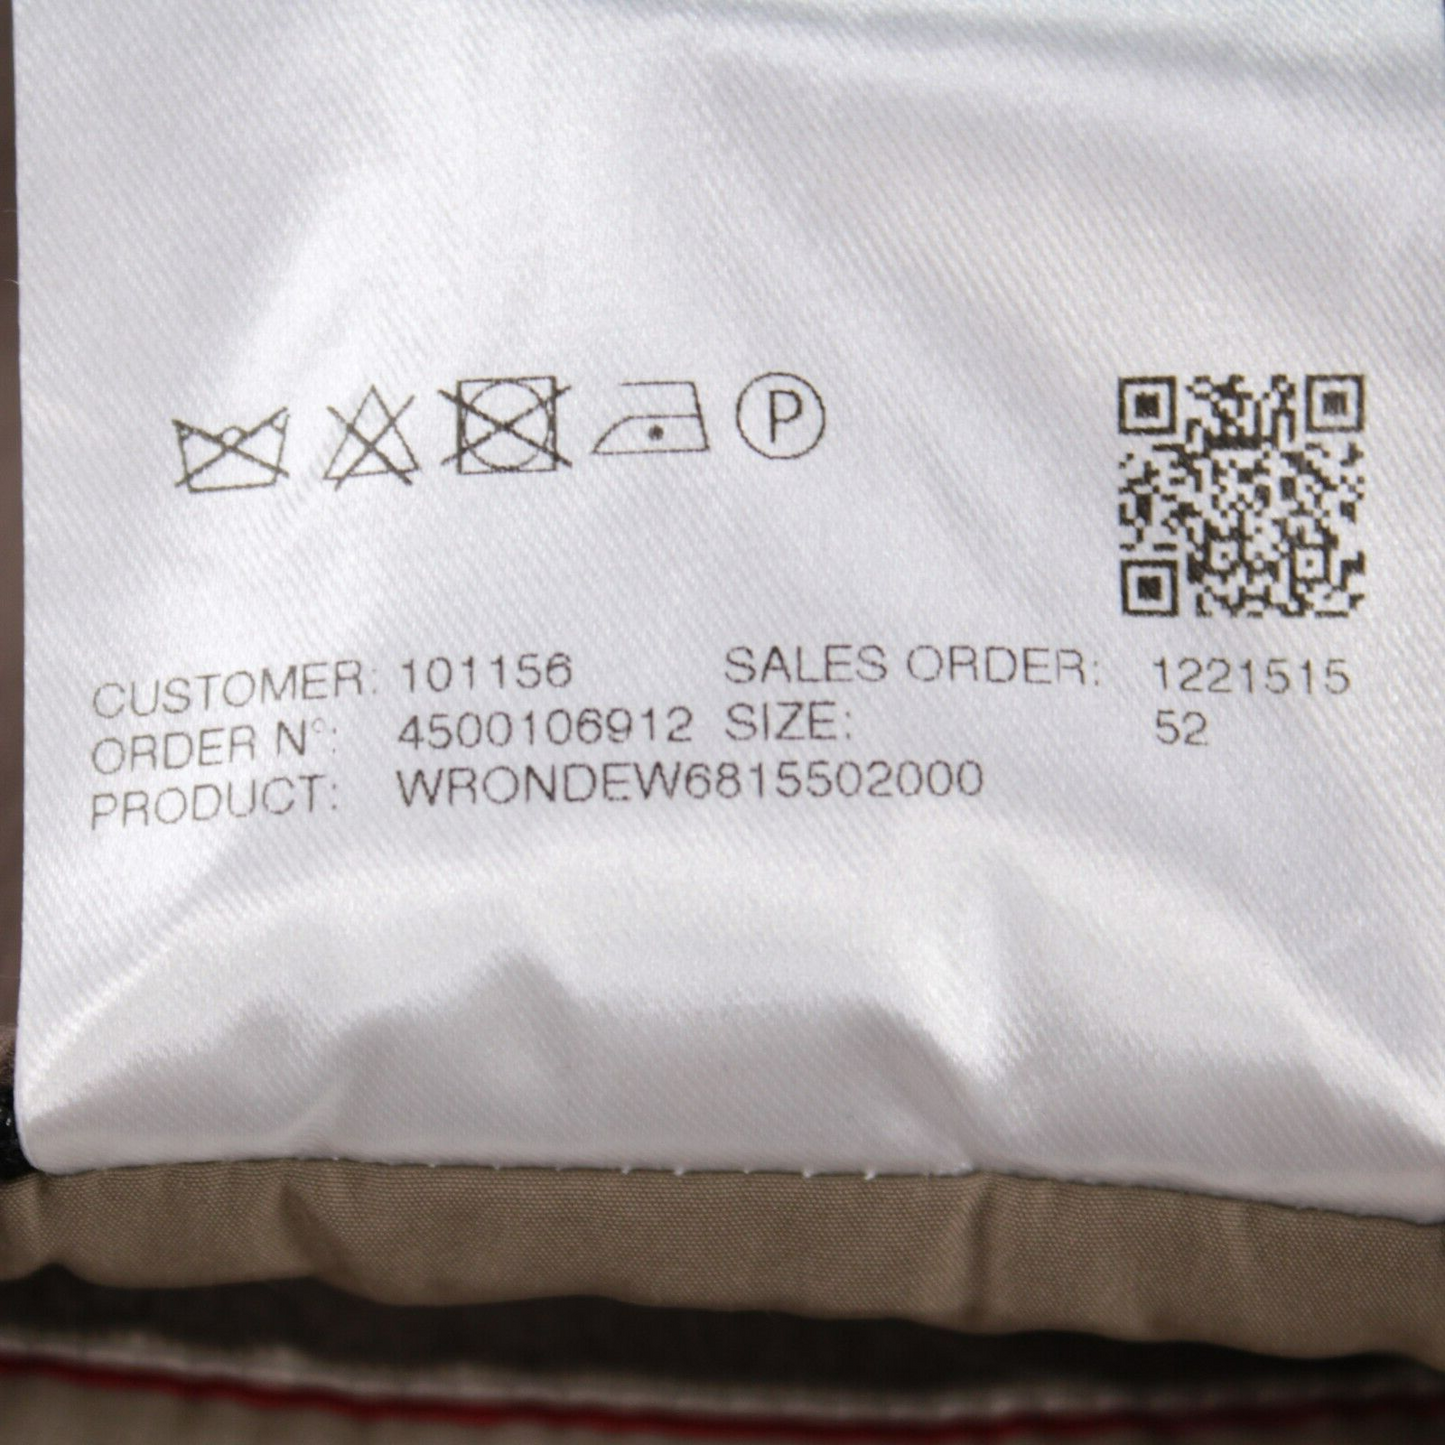 P
CUSTOMER: 101156 SALES ORDER: 1221515
ORDER N°: 4500106912 SIZE: 52
PRODUCT: WRONDEW6815502000